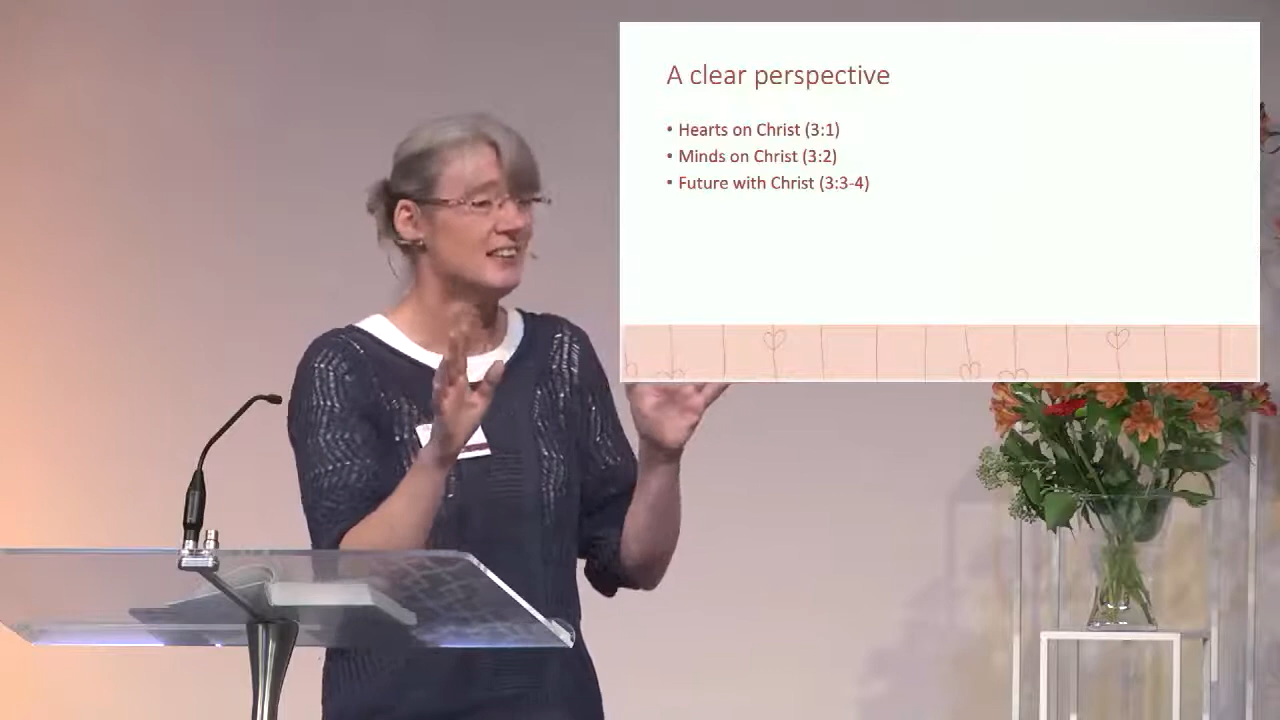 A clear perspective
• Hearts on Christ (3:1)
• Minds on Christ (3:2)
• Future with Christ (3:3-4)